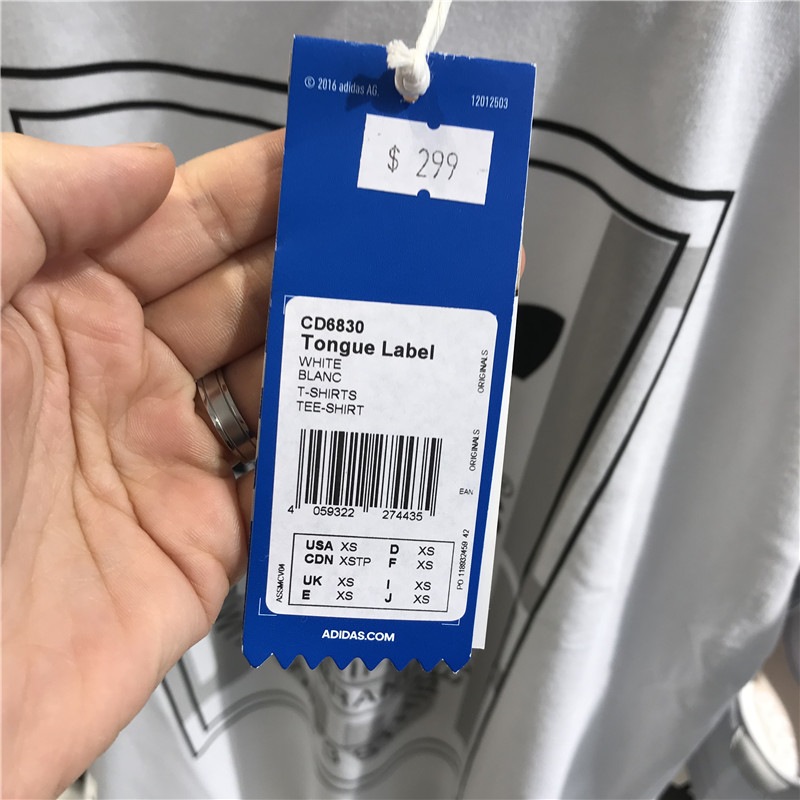 © 2016 adidas AG.
12012503
$ 299
CD6830
Tongue Label
WHITE
BLANC
T-SHIRTS
TEE-SHIRT
ORIGINALS
ORIGINALS
EAN
4 059322 274435
USA XS D XS
CDN XSTP F XS
UK XS I XS
E XS J XS
ASSMCV04
ADIDAS.COM